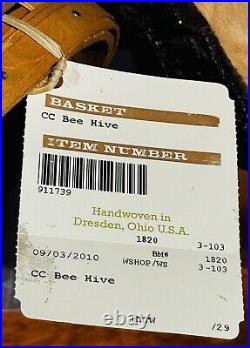 BASKET
CC Bee Hive
ITEM NUMBER
911739
Handwoven in
Dresden, Ohio U.S.A.
1820 3-103
09/03/2010 BM# 1820
WSHOP/WS 3-103
CC Bee Hive
/29